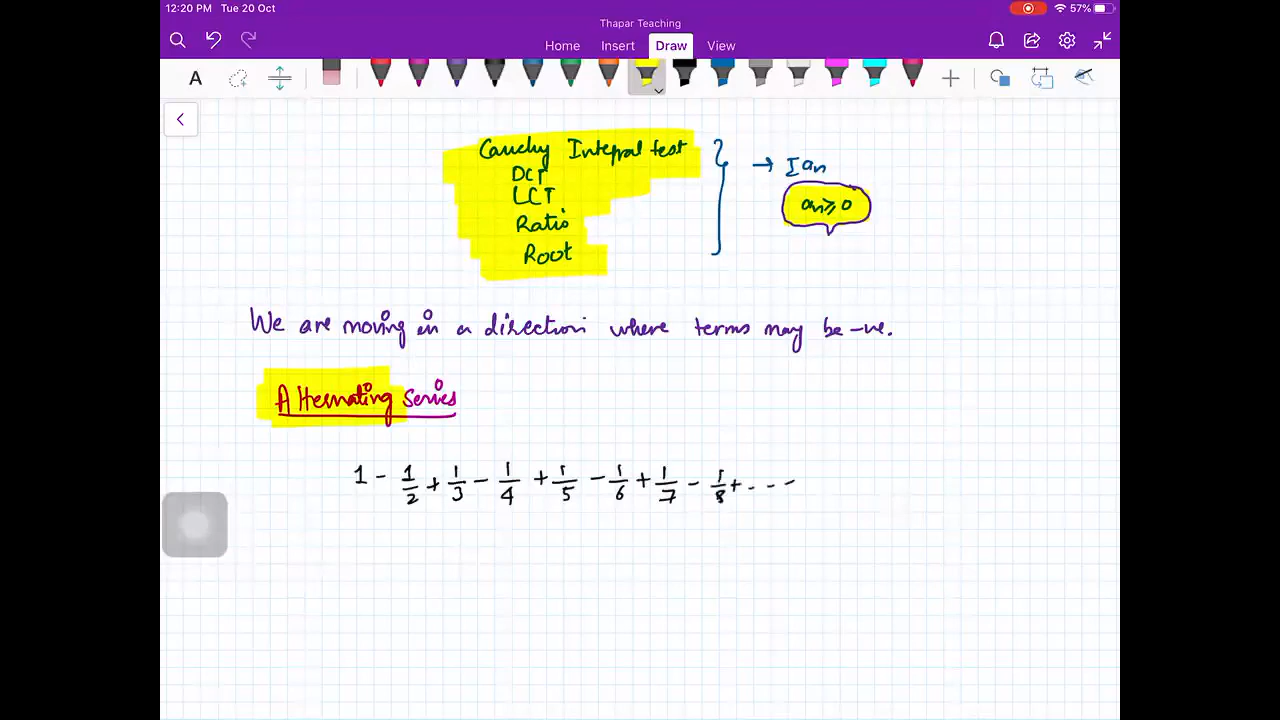 12:20 PM Tue 20 Oct
57%
Thapar Teaching
Home Insert Draw View
A
Cauchy Integral test
DCT
LCT
Ratio
Root
→ Σan
an ≥ 0
We are moving in a direction where terms may be -ve.
Alternating Series
1 - 1/2 + 1/3 - 1/4 + 1/5 - 1/6 + 1/7 - 1/8 + - - -